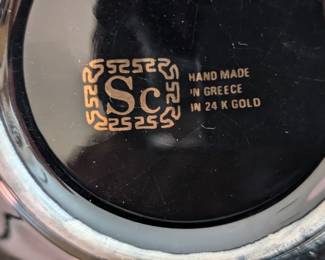 Sc
HAND MADE
IN GREECE
IN 24 K GOLD